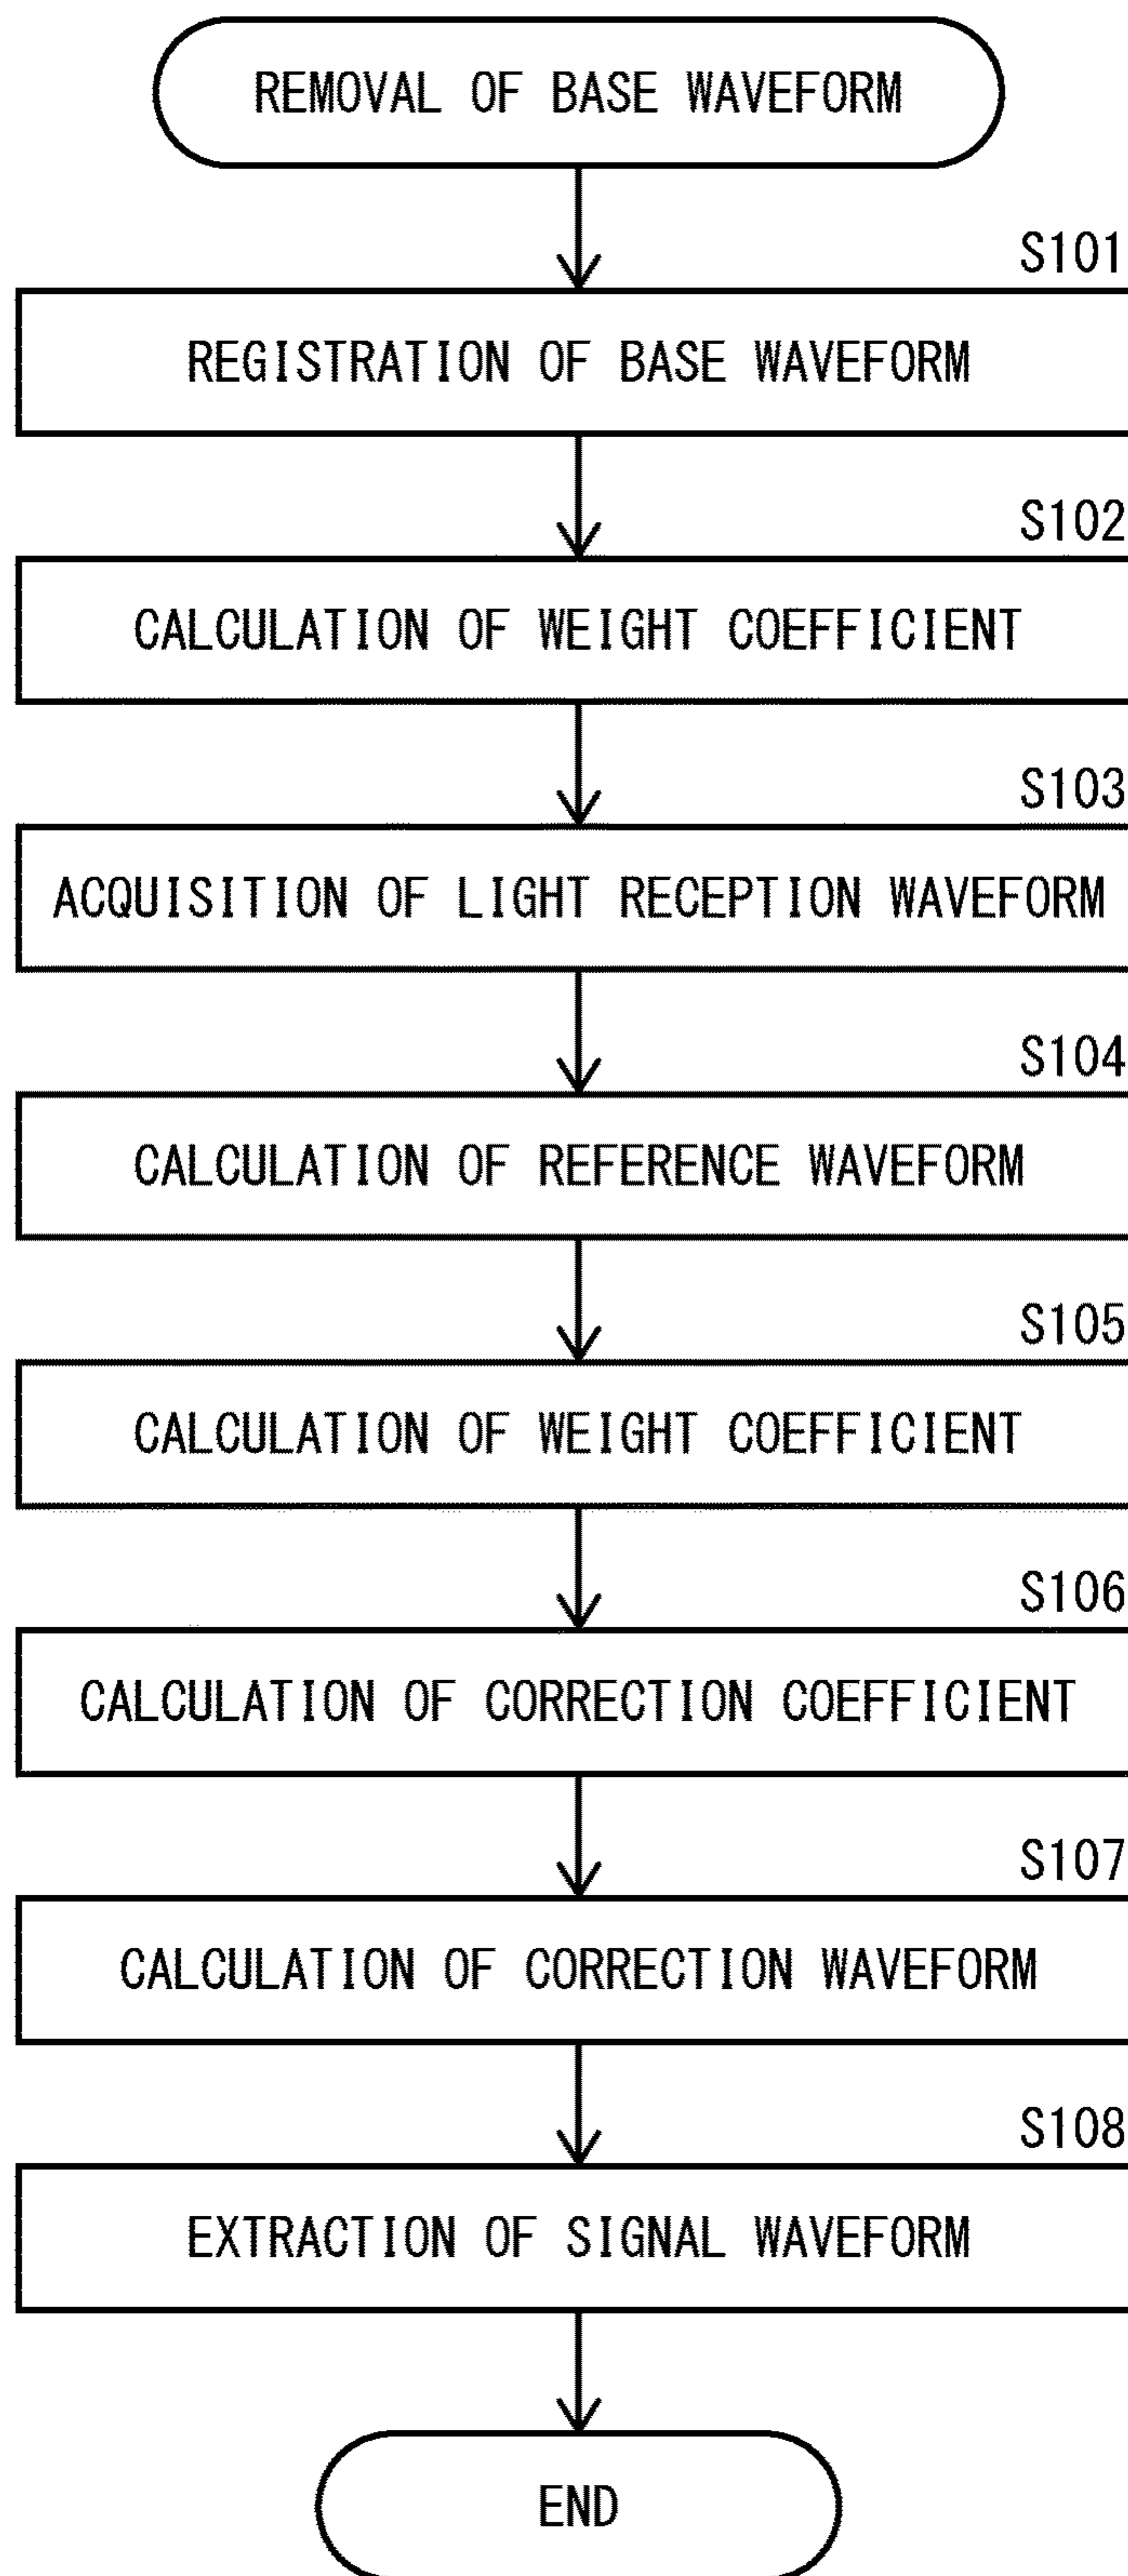 REMOVAL OF BASE WAVEFORM
S101
REGISTRATION OF BASE WAVEFORM
S102
CALCULATION OF WEIGHT COEFFICIENT
S103
ACQUISITION OF LIGHT RECEPTION WAVEFORM
S104
CALCULATION OF REFERENCE WAVEFORM
S105
CALCULATION OF WEIGHT COEFFICIENT
S106
CALCULATION OF CORRECTION COEFFICIENT
S107
CALCULATION OF CORRECTION WAVEFORM
S108
EXTRACTION OF SIGNAL WAVEFORM
END